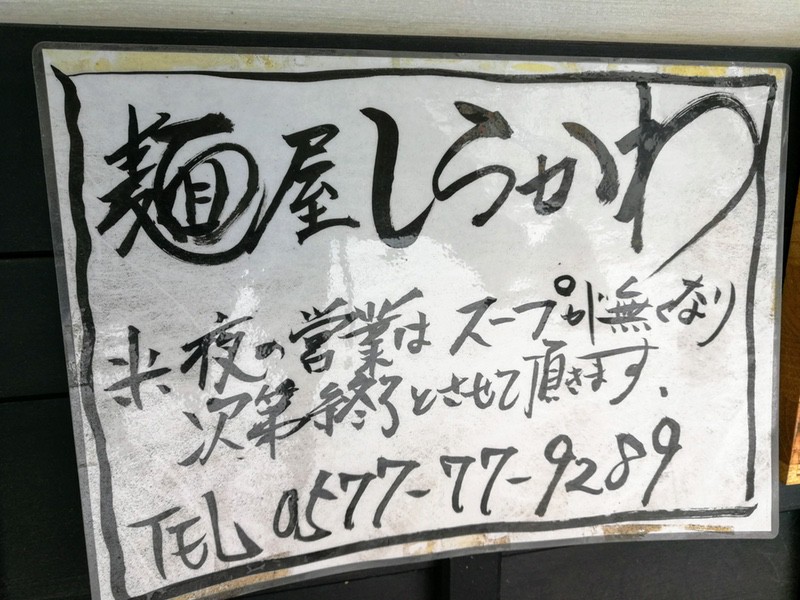 麺屋しらかわ
※夜の営業はスープが無くなり
次第終了とさせて頂きます。
TEL 0577-77-9289